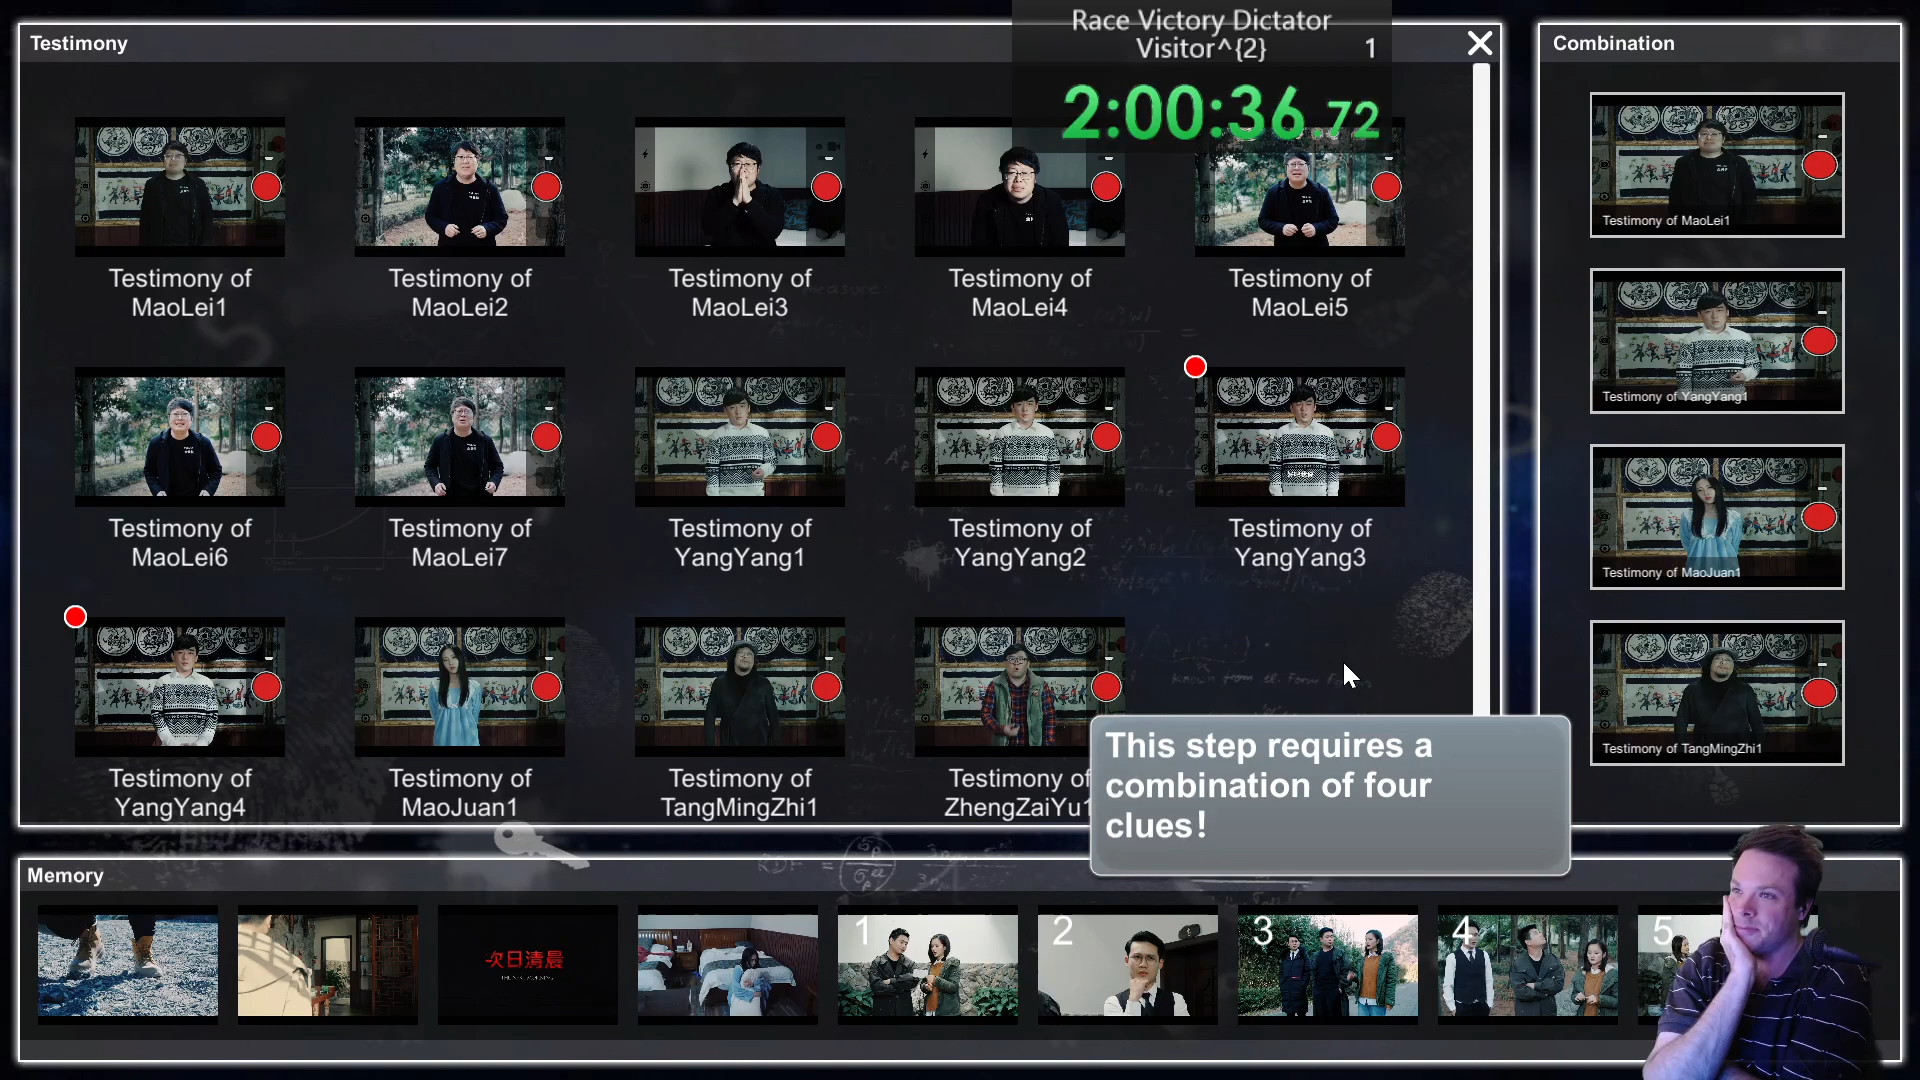 Testimony
Race Victory Dictator
Visitor^{2}
1
2:00:36.72
Combination
Testimony of
MaoLei1
Testimony of
MaoLei2
Testimony of
MaoLei3
Testimony of
MaoLei4
Testimony of
MaoLei5
Testimony of
MaoLei6
Testimony of
MaoLei7
Testimony of
YangYang1
Testimony of
YangYang2
Testimony of
YangYang3
Testimony of
YangYang4
Testimony of
MaoJuan1
Testimony of
TangMingZhi1
Testimony of
ZhengZaiYu1
Testimony of MaoLei1
Testimony of YangYang1
Testimony of MaoJuan1
Testimony of TangMingZhi1
This step requires a
combination of four
clues!
Memory
次日清晨
1
2
3
4
5